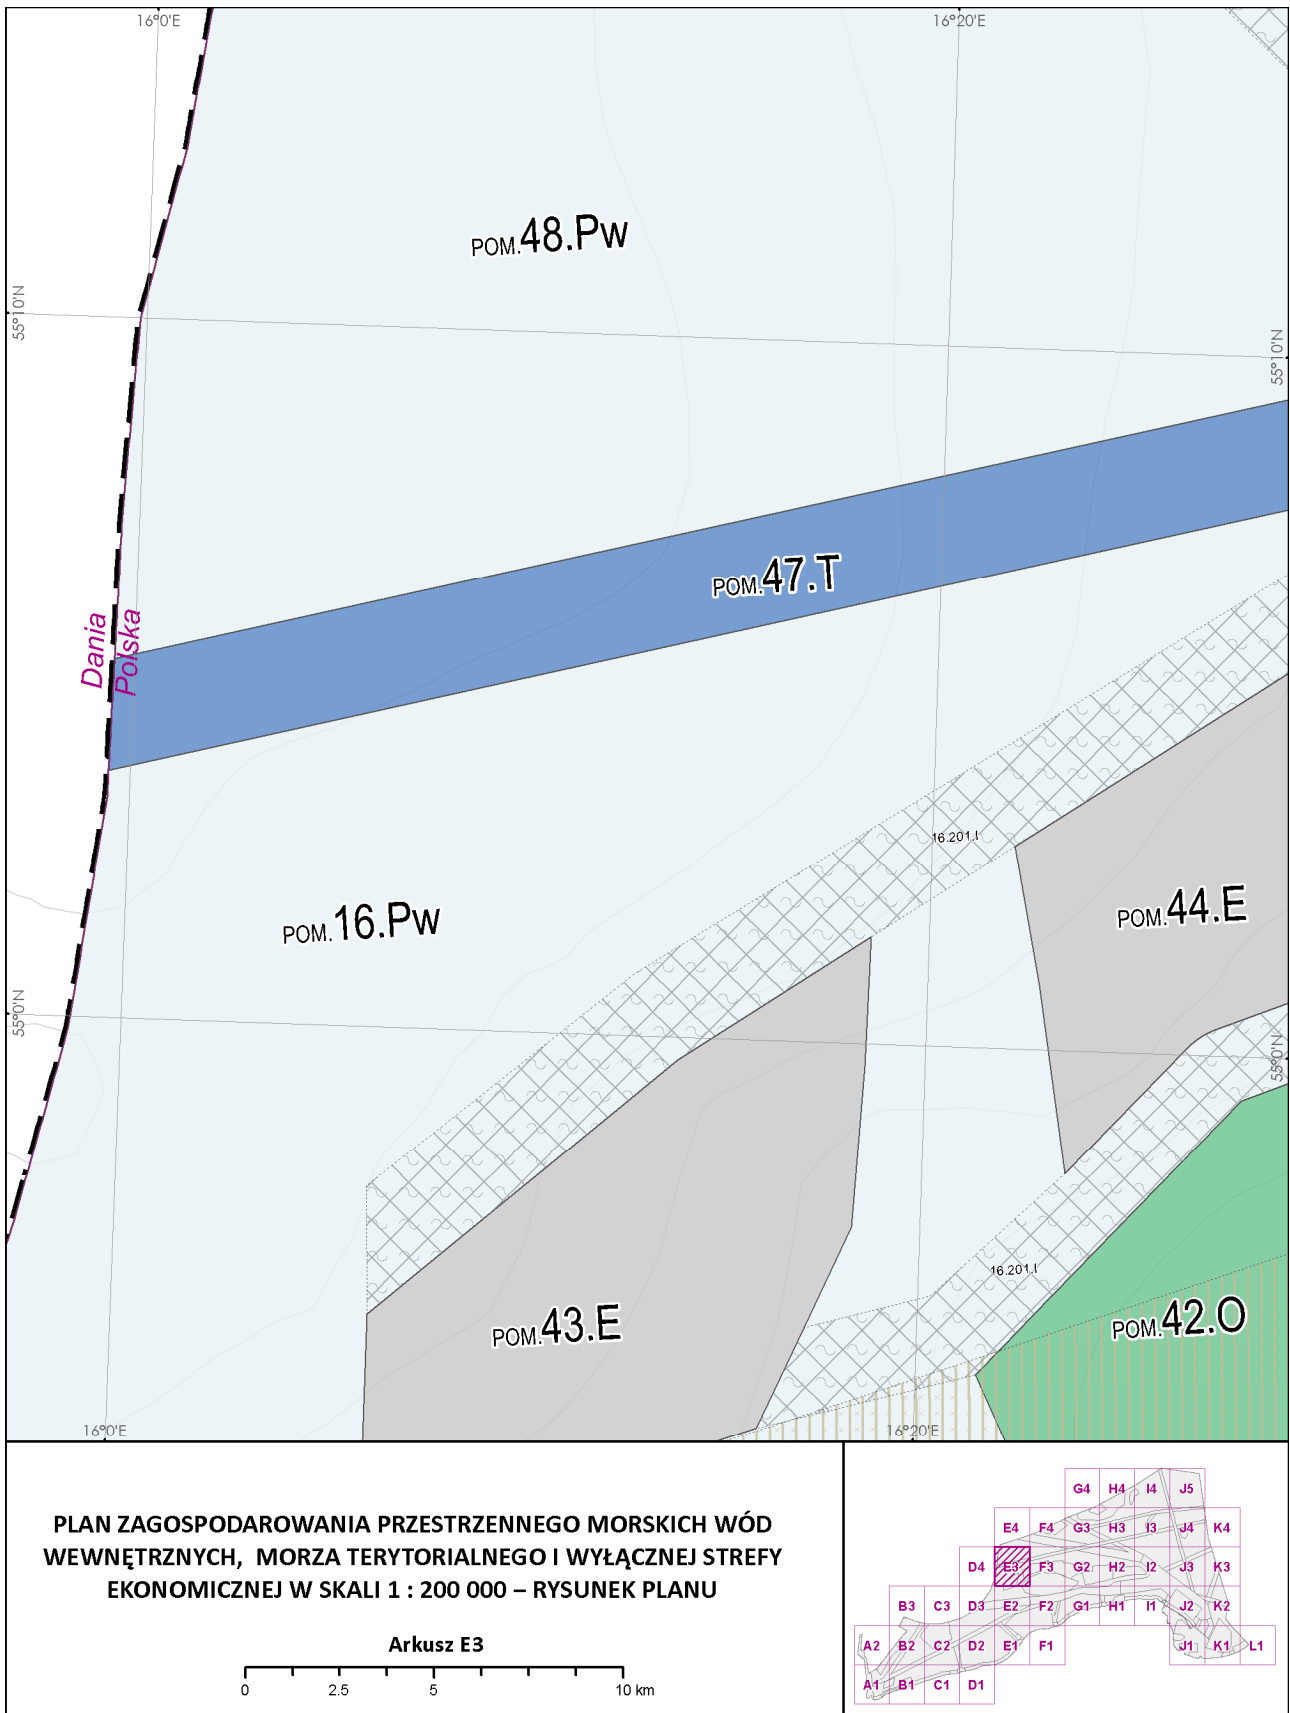 16°0'E
16°20'E
POM.48.Pw
55°10'N
55°10'N
POM.47.T
Dania
Polska
16.201.I
POM.16.Pw
POM.44.E
55°0'N
55°0'N
16.201.I
POM.43.E
POM.42.O
16°0'E
16°20'E
PLAN ZAGOSPODAROWANIA PRZESTRZENNEGO MORSKICH WÓD
WEWNĘTRZNYCH, MORZA TERYTORIALNEGO I WYŁĄCZNEJ STREFY
EKONOMICZNEJ W SKALI 1 : 200 000 – RYSUNEK PLANU
Arkusz E3
0 2.5 5 10 km
G4 H4 I4 J5
E4 F4 G3 H3 I3 J4 K4
D4 E3 F3 G2 H2 I2 J3 K3
B3 C3 D3 E2 F2 G1 H1 I1 J2 K2
A2 B2 C2 D2 E1 F1 J1 K1 L1
A1 B1 C1 D1